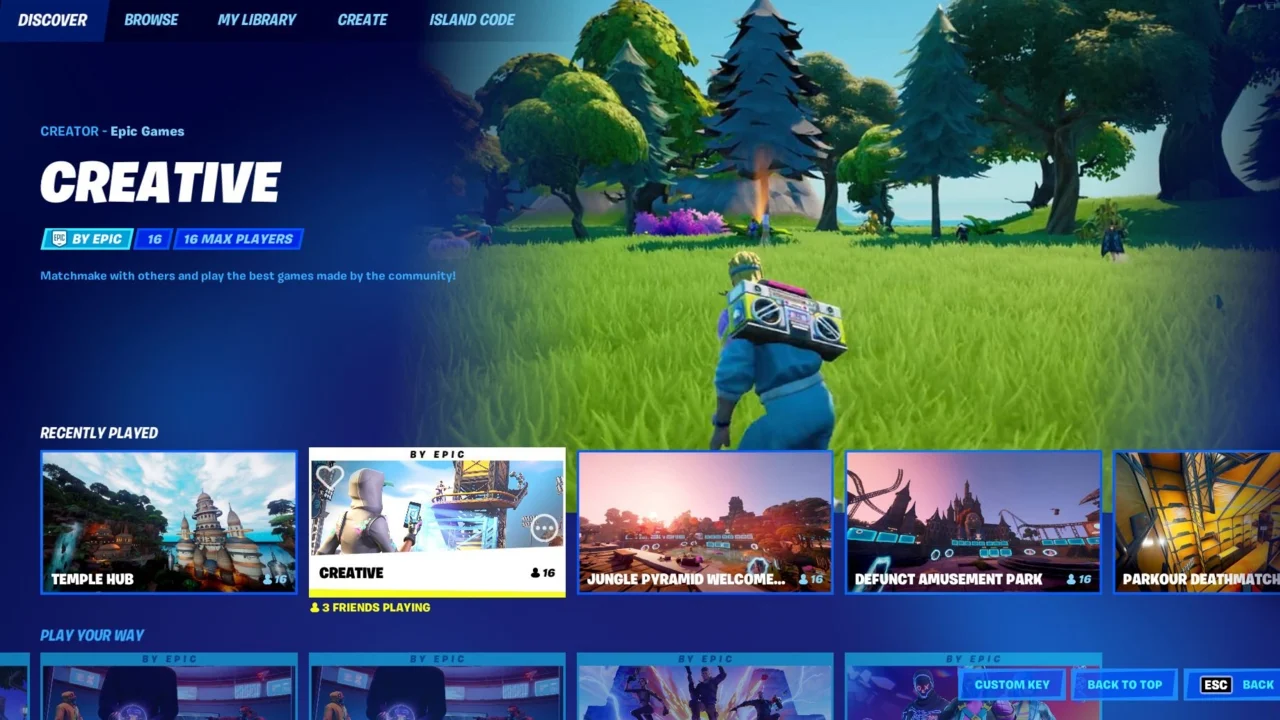 DISCOVER
BROWSE
MY LIBRARY
CREATE
ISLAND CODE
CREATOR - Epic Games
CREATIVE
EPIC BY EPIC
16
16 MAX PLAYERS
Matchmake with others and play the best games made by the community!
RECENTLY PLAYED
TEMPLE HUB
16
BY EPIC
CREATIVE
16
3 FRIENDS PLAYING
JUNGLE PYRAMID WELCOME...
16
DEFUNCT AMUSEMENT PARK
16
PARKOUR DEATHMATCH
PLAY YOUR WAY
BY EPIC
BY EPIC
BY EPIC
BY EPIC
CUSTOM KEY
BACK TO TOP
ESC BACK